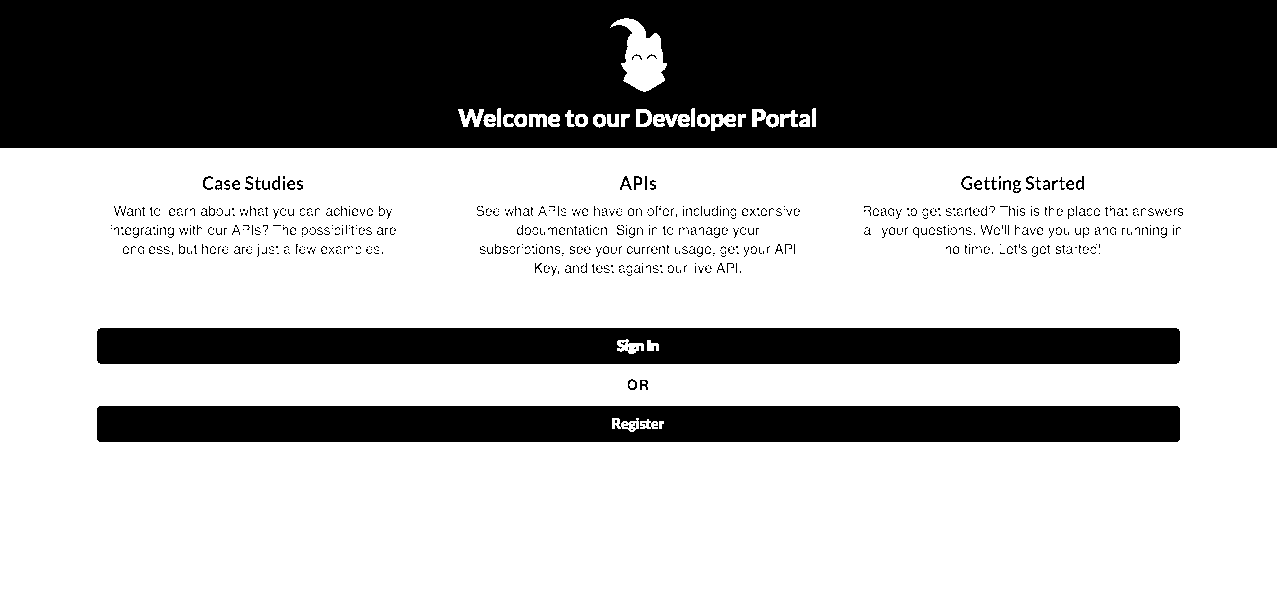 Welcome to our Developer Portal
Case Studies
Want to learn about what you can achieve by
integrating with our APIs? The possibilities are
endless, but here are just a few examples.
APIs
See what APIs we have on offer, including extensive
documentation. Sign in to manage your
subscriptions, see your current usage, get your API
Key, and test against our live API.
Getting Started
Ready to get started? This is the place that answers
all your questions. We'll have you up and running in
no time. Let's get started!
Sign In
OR
Register